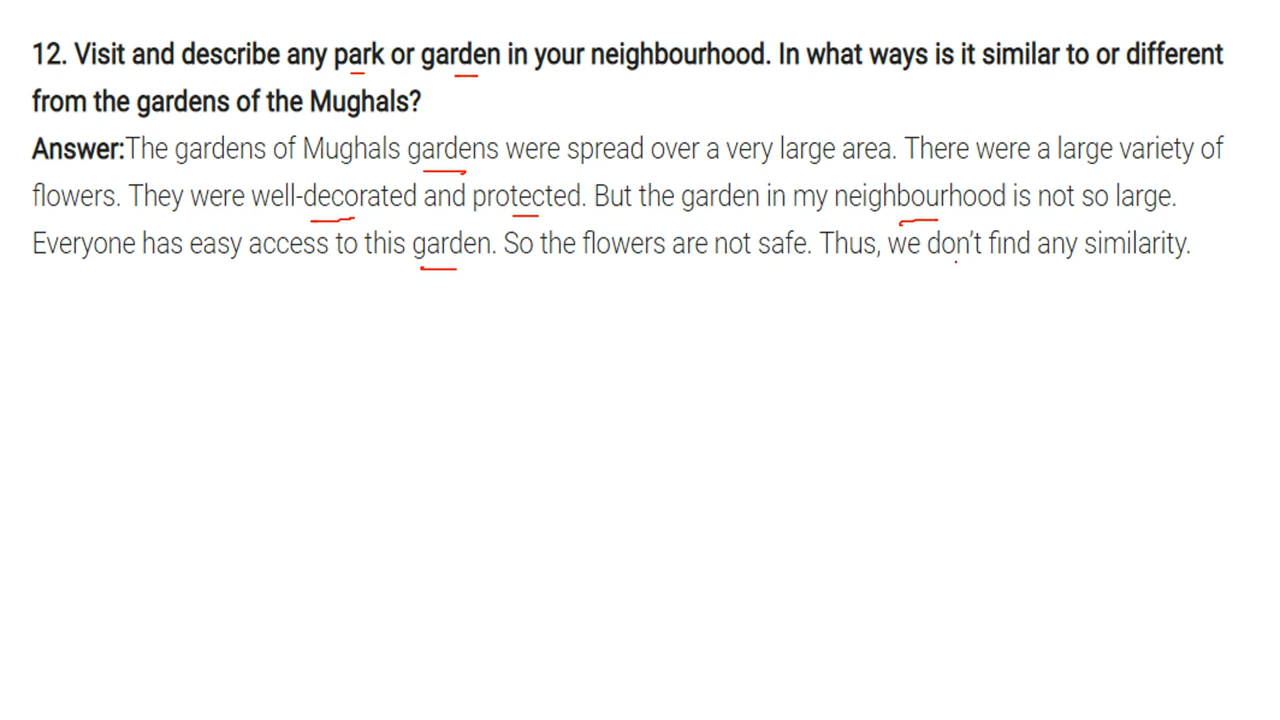 12. Visit and describe any park or garden in your neighbourhood. In what ways is it similar to or different
from the gardens of the Mughals?
Answer:The gardens of Mughals gardens were spread over a very large area. There were a large variety of
flowers. They were well-decorated and protected. But the garden in my neighbourhood is not so large.
Everyone has easy access to this garden. So the flowers are not safe. Thus, we don't find any similarity.